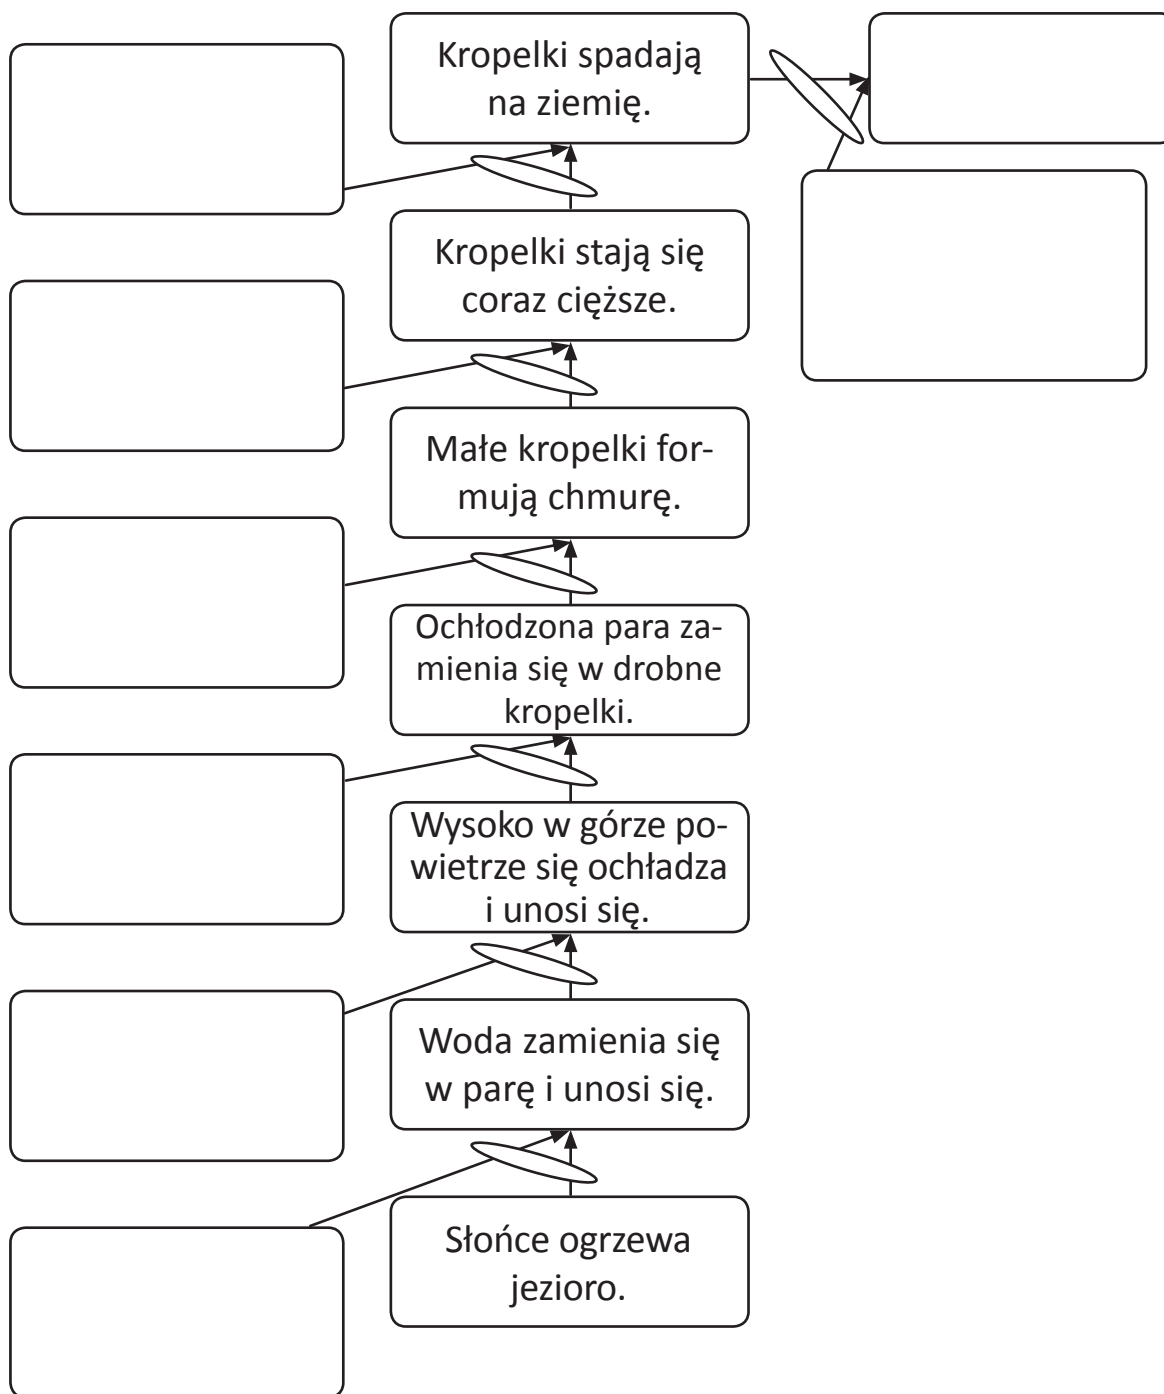 Kropelki spadają
na ziemię.
Kropelki stają się
coraz cięższe.
Małe kropelki for-
mują chmurę.
Ochłodzona para za-
mienia się w drobne
kropelki.
Wysoko w górze po-
wietrze się ochładza
i unosi się.
Woda zamienia się
w parę i unosi się.
Słońce ogrzewa
jezioro.